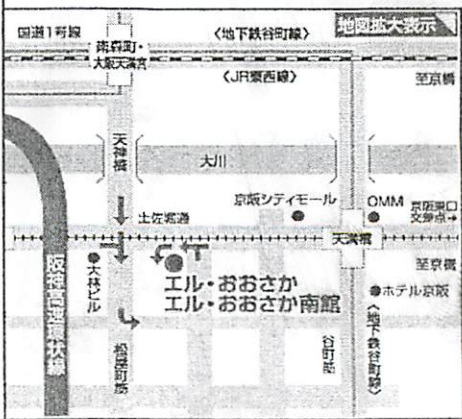 国道1号線
〈地下鉄谷町線〉
地図拡大表示
南森町・
大阪天満宮
〈JR東西線〉
至京橋
天神橋
大川
京阪シティモール
OMM
京阪東口
交差点→
土佐堀通
天満橋
至京橋
大林ビル
エル・おおさか
エル・おおさか南館
ホテル京阪
阪神高速環状線
松屋町筋
谷町筋
〈地下鉄谷町線〉